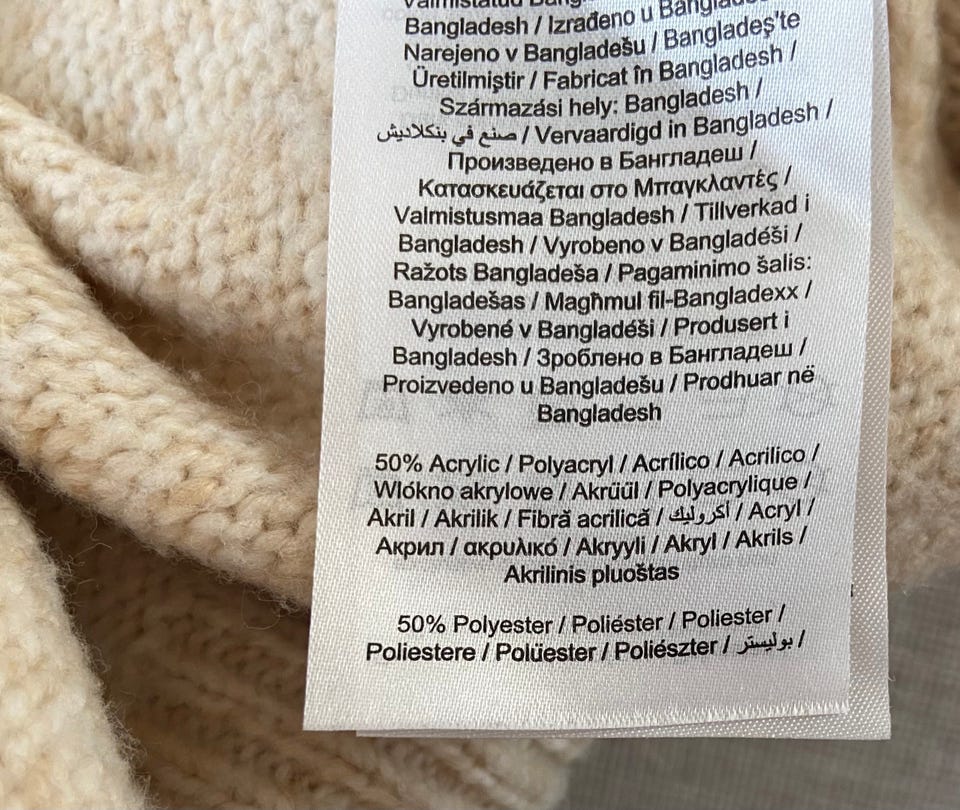 Bangladesh / Izrađeno u
Narejeno v Bangladešu / Bangladeş'te
Üretilmiştir / Fabricat în Bangladesh /
Származási hely: Bangladesh /
صنع في بنكلاديش / Vervaardigd in Bangladesh /
Произведено в Бангладеш /
Κατασκευάζεται στο Μπαγκλαντές /
Valmistusmaa Bangladesh / Tillverkad i
Bangladesh / Vyrobeno v Bangladéši /
Ražots Bangladeša / Pagaminimo šalis:
Bangladešas / Magħmul fil-Bangladexx /
Vyrobené v Bangladéši / Produsert i
Bangladesh / Зроблено в Бангладеш /
Proizvedeno u Bangladešu / Prodhuar në
Bangladesh
50% Acrylic / Polyacryl / Acrílico / Acrilico /
Wlókno akrylowe / Akrüül / Polyacrylique /
Akril / Akrilik / Fibră acrilică / اكروليك / Acryl /
Акрил / ακρυλικό / Akryyli / Akryl / Akrils /
Akrilinis pluoštas
50% Polyester / Poliéster / Poliester /
Poliestere / Polüester / Poliészter / بوليستر /